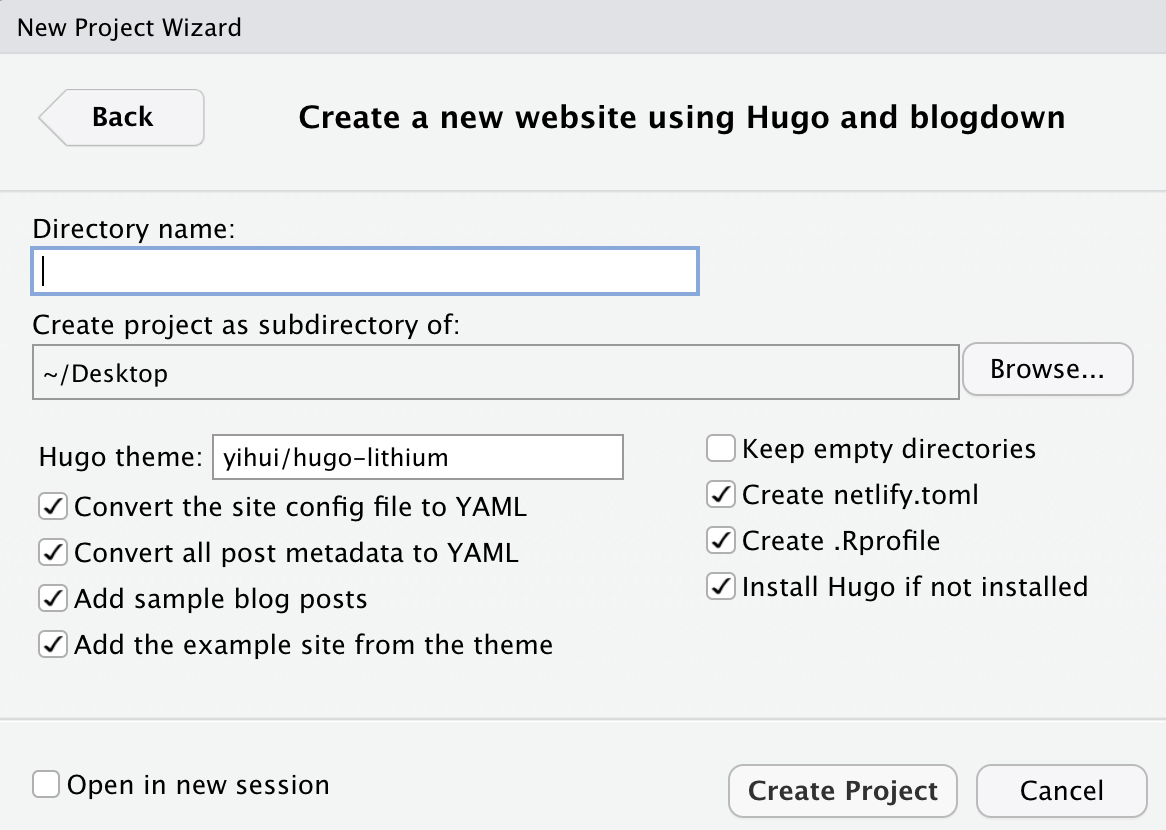 New Project Wizard
Back
Create a new website using Hugo and blogdown
Directory name:
Create project as subdirectory of:
~/Desktop
Browse...
Hugo theme: yihui/hugo-lithium
Convert the site config file to YAML
Convert all post metadata to YAML
Add sample blog posts
Add the example site from the theme
Keep empty directories
Create netlify.toml
Create .Rprofile
Install Hugo if not installed
Open in new session
Create Project
Cancel